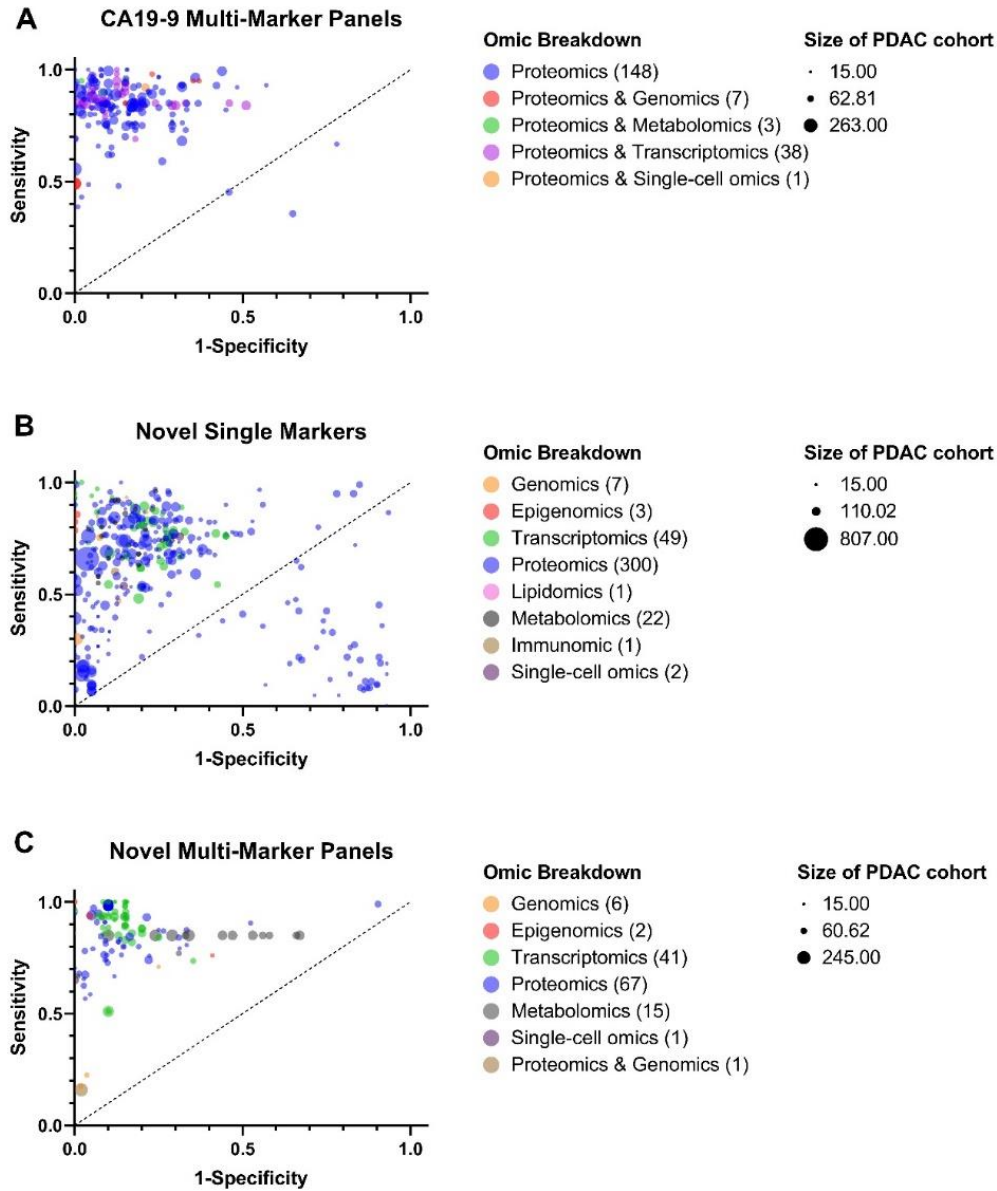 A
CA19-9 Multi-Marker Panels
1.0
0.5
0.0
Sensitivity
0.0 0.5 1.0
1-Specificity
Omic Breakdown
Proteomics (148)
Proteomics & Genomics (7)
Proteomics & Metabolomics (3)
Proteomics & Transcriptomics (38)
Proteomics & Single-cell omics (1)
Size of PDAC cohort
15.00
62.81
263.00
B
Novel Single Markers
1.0
0.5
0.0
Sensitivity
0.0 0.5 1.0
1-Specificity
Omic Breakdown
Genomics (7)
Epigenomics (3)
Transcriptomics (49)
Proteomics (300)
Lipidomics (1)
Metabolomics (22)
Immunomic (1)
Single-cell omics (2)
Size of PDAC cohort
15.00
110.02
807.00
C
Novel Multi-Marker Panels
1.0
0.5
0.0
Sensitivity
0.0 0.5 1.0
1-Specificity
Omic Breakdown
Genomics (6)
Epigenomics (2)
Transcriptomics (41)
Proteomics (67)
Metabolomics (15)
Single-cell omics (1)
Proteomics & Genomics (1)
Size of PDAC cohort
15.00
60.62
245.00